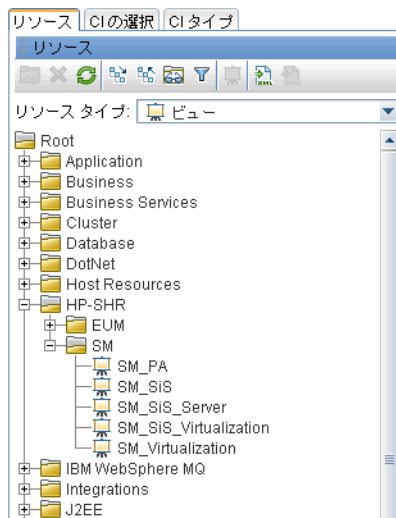 リソース CIの選択 CIタイプ
リソース
リソース タイプ: ビュー
Root
Application
Business
Business Services
Cluster
Database
DotNet
Host Resources
HP-SHR
EUM
SM
SM_PA
SM_SiS
SM_SiS_Server
SM_SiS_Virtualization
SM_Virtualization
IBM WebSphere MQ
Integrations
J2EE